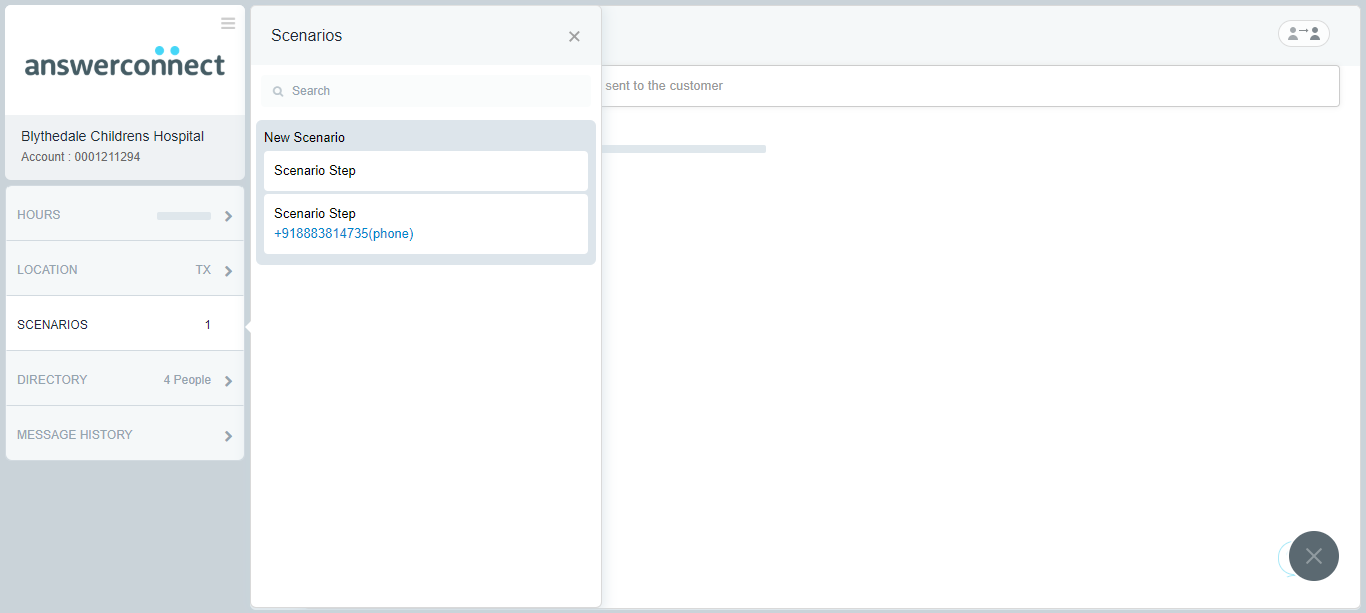 answerconnect
Blythedale Childrens Hospital
Account : 0001211294
HOURS
LOCATION TX
SCENARIOS 1
DIRECTORY 4 People
MESSAGE HISTORY
Scenarios
Search
New Scenario
Scenario Step
Scenario Step
+918883814735(phone)
sent to the customer